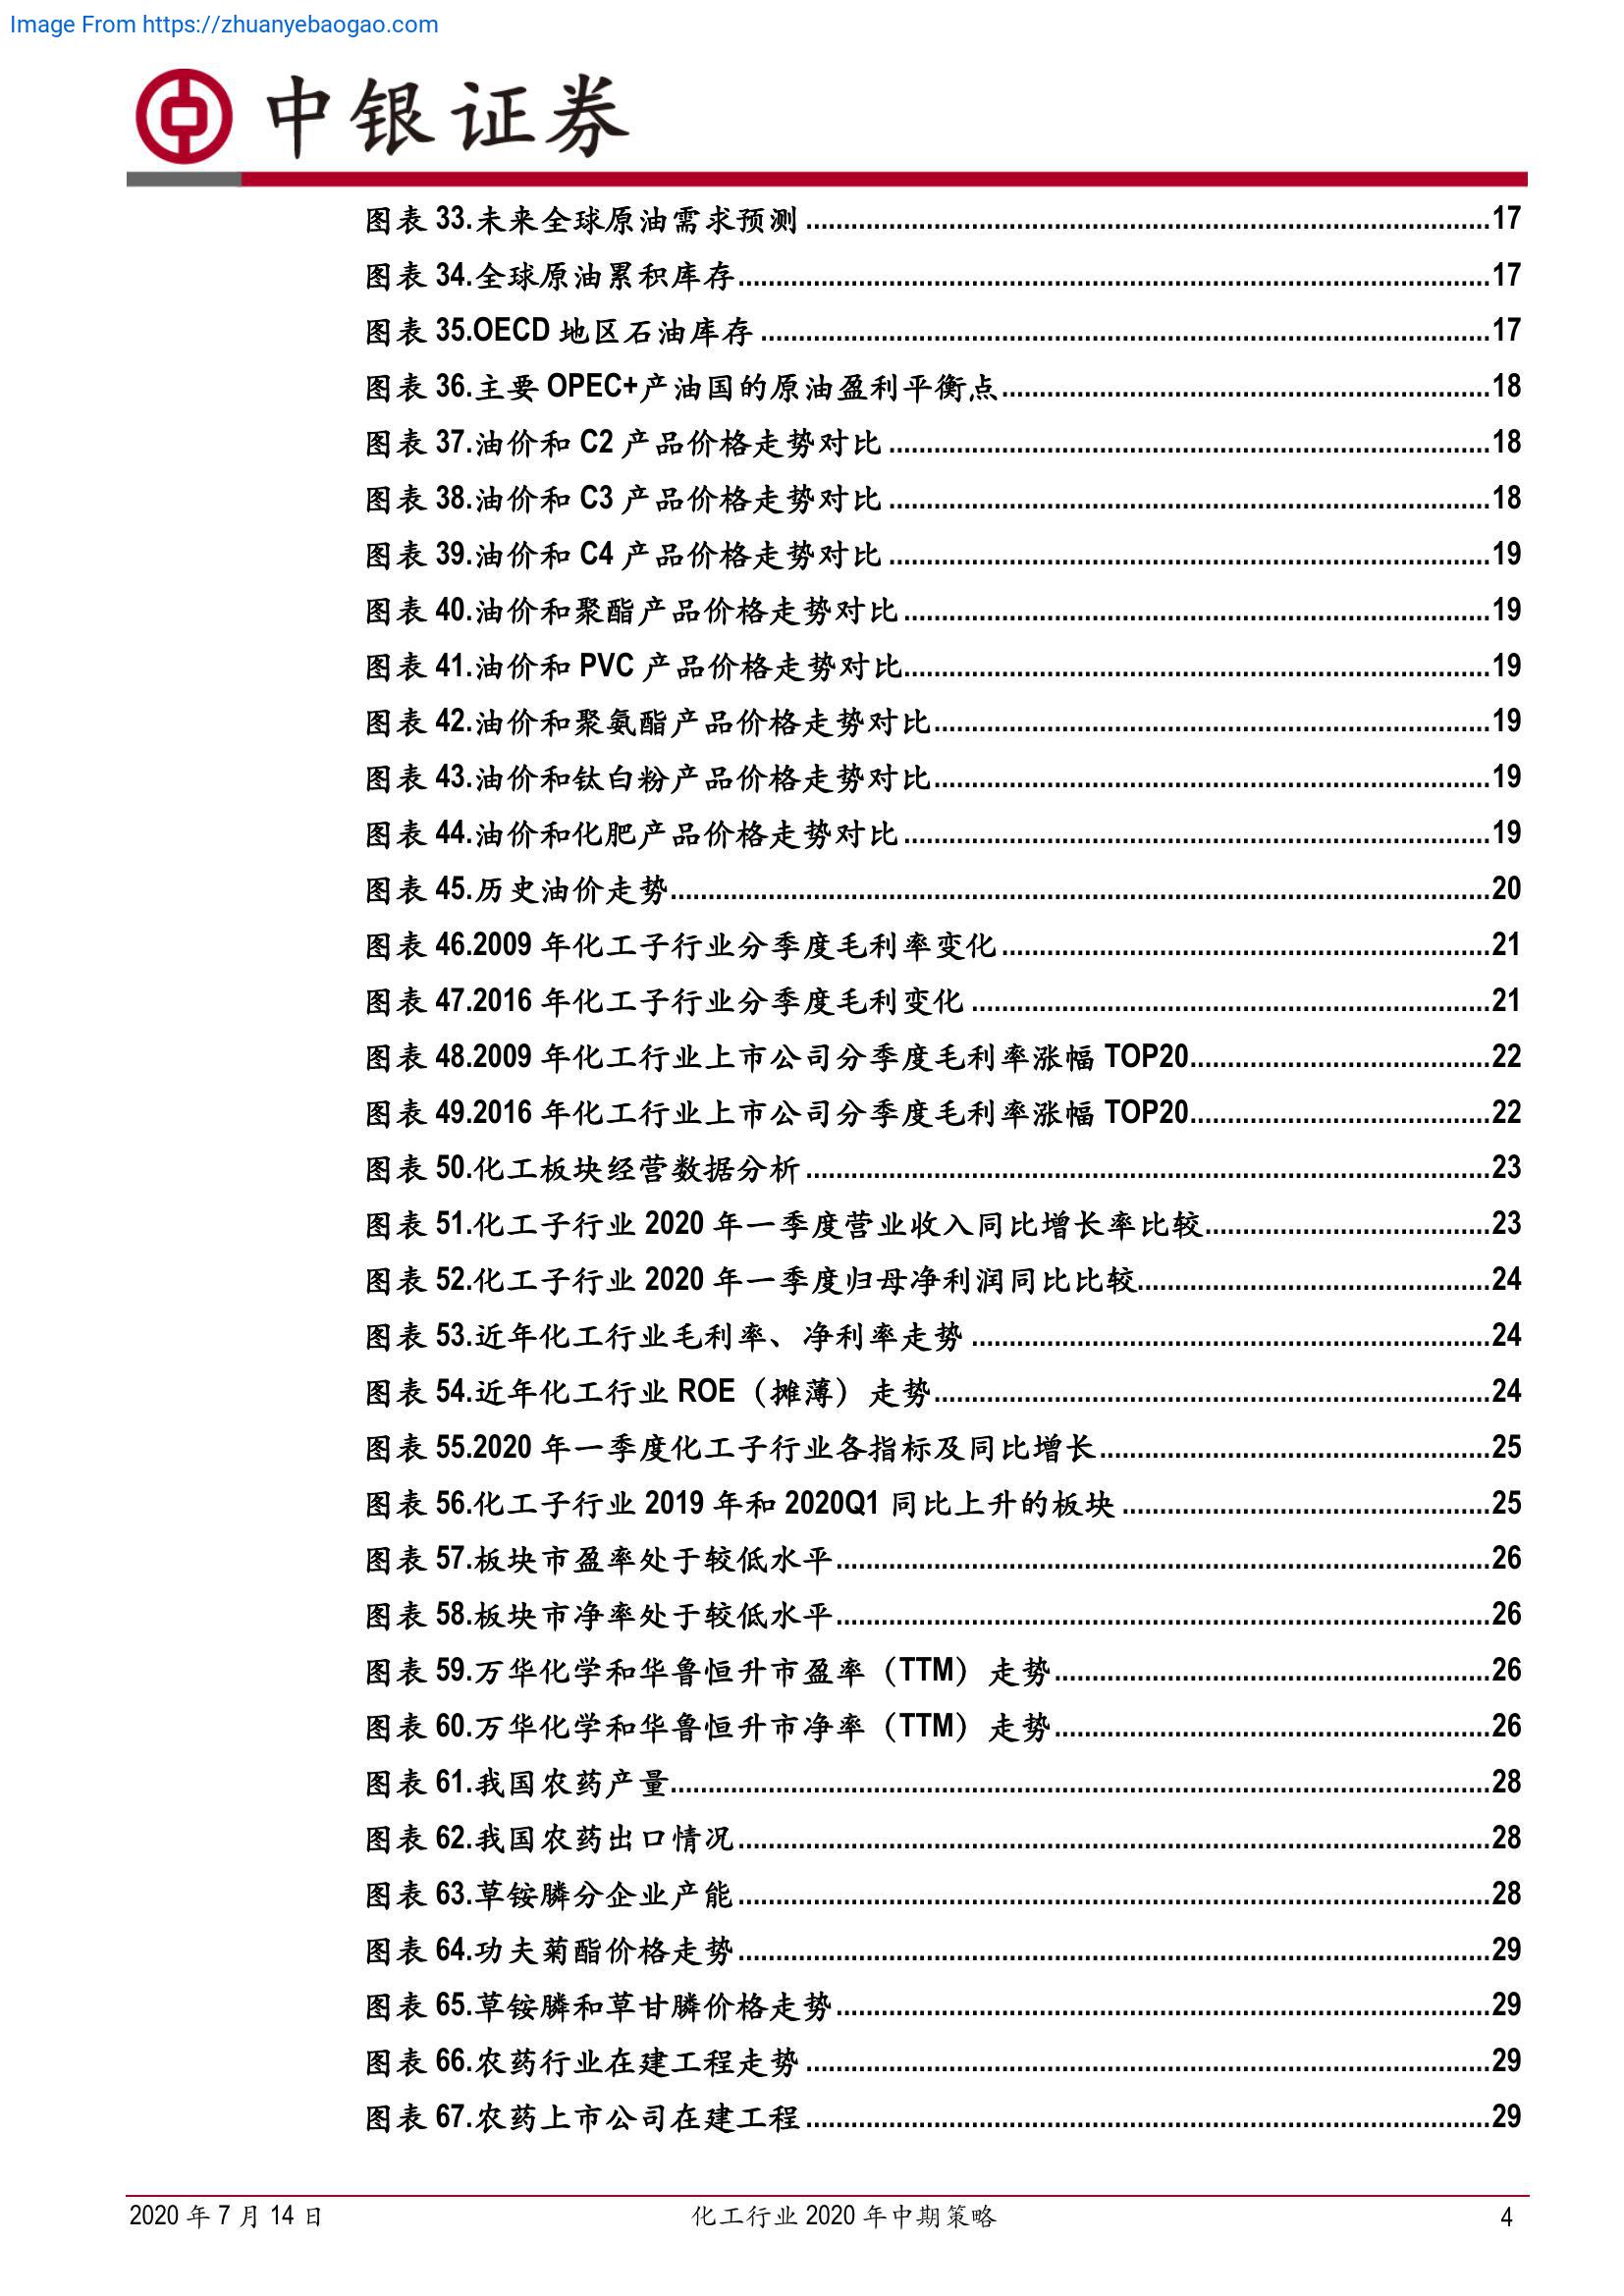 Image From https://zhuanyebaogao.com
中银证券
图表 33.未来全球原油需求预测 ........ 17
图表 34.全球原油累积库存 ........ 17
图表 35.OECD 地区石油库存 ........ 17
图表 36.主要 OPEC+产油国的原油盈利平衡点 ........ 18
图表 37.油价和 C2 产品价格走势对比 ........ 18
图表 38.油价和 C3 产品价格走势对比 ........ 18
图表 39.油价和 C4 产品价格走势对比 ........ 19
图表 40.油价和聚酯产品价格走势对比 ........ 19
图表 41.油价和 PVC 产品价格走势对比 ........ 19
图表 42.油价和聚氨酯产品价格走势对比 ........ 19
图表 43.油价和钛白粉产品价格走势对比 ........ 19
图表 44.油价和化肥产品价格走势对比 ........ 19
图表 45.历史油价走势 ........ 20
图表 46.2009 年化工子行业分季度毛利率变化 ........ 21
图表 47.2016 年化工子行业分季度毛利变化 ........ 21
图表 48.2009 年化工行业上市公司分季度毛利率涨幅 TOP20 ........ 22
图表 49.2016 年化工行业上市公司分季度毛利率涨幅 TOP20 ........ 22
图表 50.化工板块经营数据分析 ........ 23
图表 51.化工子行业 2020 年一季度营业收入同比增长率比较 ........ 23
图表 52.化工子行业 2020 年一季度归母净利润同比比较 ........ 24
图表 53.近年化工行业毛利率、净利率走势 ........ 24
图表 54.近年化工行业 ROE（摊薄）走势 ........ 24
图表 55.2020 年一季度化工子行业各指标及同比增长 ........ 25
图表 56.化工子行业 2019 年和 2020Q1 同比上升的板块 ........ 25
图表 57.板块市盈率处于较低水平 ........ 26
图表 58.板块市净率处于较低水平 ........ 26
图表 59.万华化学和华鲁恒升市盈率（TTM）走势 ........ 26
图表 60.万华化学和华鲁恒升市净率（TTM）走势 ........ 26
图表 61.我国农药产量 ........ 28
图表 62.我国农药出口情况 ........ 28
图表 63.草铵膦分企业产能 ........ 28
图表 64.功夫菊酯价格走势 ........ 29
图表 65.草铵膦和草甘膦价格走势 ........ 29
图表 66.农药行业在建工程走势 ........ 29
图表 67.农药上市公司在建工程 ........ 29
2020 年 7 月 14 日 化工行业 2020 年中期策略 4